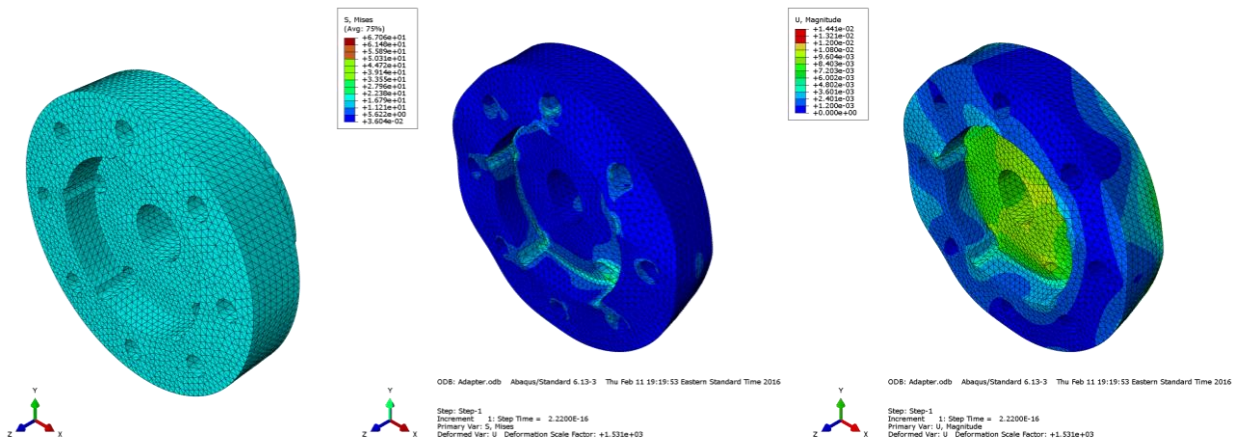 S, Mises
(Avg: 75%)
+6.706e+01
+6.148e+01
+5.589e+01
+5.031e+01
+4.472e+01
+3.914e+01
+3.355e+01
+2.796e+01
+2.238e+01
+1.679e+01
+1.121e+01
+5.622e+00
+3.604e-02
U, Magnitude
+1.441e-02
+1.321e-02
+1.200e-02
+1.080e-02
+9.604e-03
+8.403e-03
+7.203e-03
+6.002e-03
+4.802e-03
+3.601e-03
+2.401e-03
+1.200e-03
+0.000e+00
Y
Z
X
Y
Z
X
ODB: Adapter.odb Abaqus/Standard 6.13-3 Thu Feb 11 19:19:53 Eastern Standard Time 2016
Step: Step-1
Increment 1: Step Time = 2.2200E-16
Primary Var: S, Mises
Deformed Var: U Deformation Scale Factor: +1.531e+03
Y
Z
X
ODB: Adapter.odb Abaqus/Standard 6.13-3 Thu Feb 11 19:19:53 Eastern Standard Time 2016
Step: Step-1
Increment 1: Step Time = 2.2200E-16
Primary Var: U, Magnitude
Deformed Var: U Deformation Scale Factor: +1.531e+03